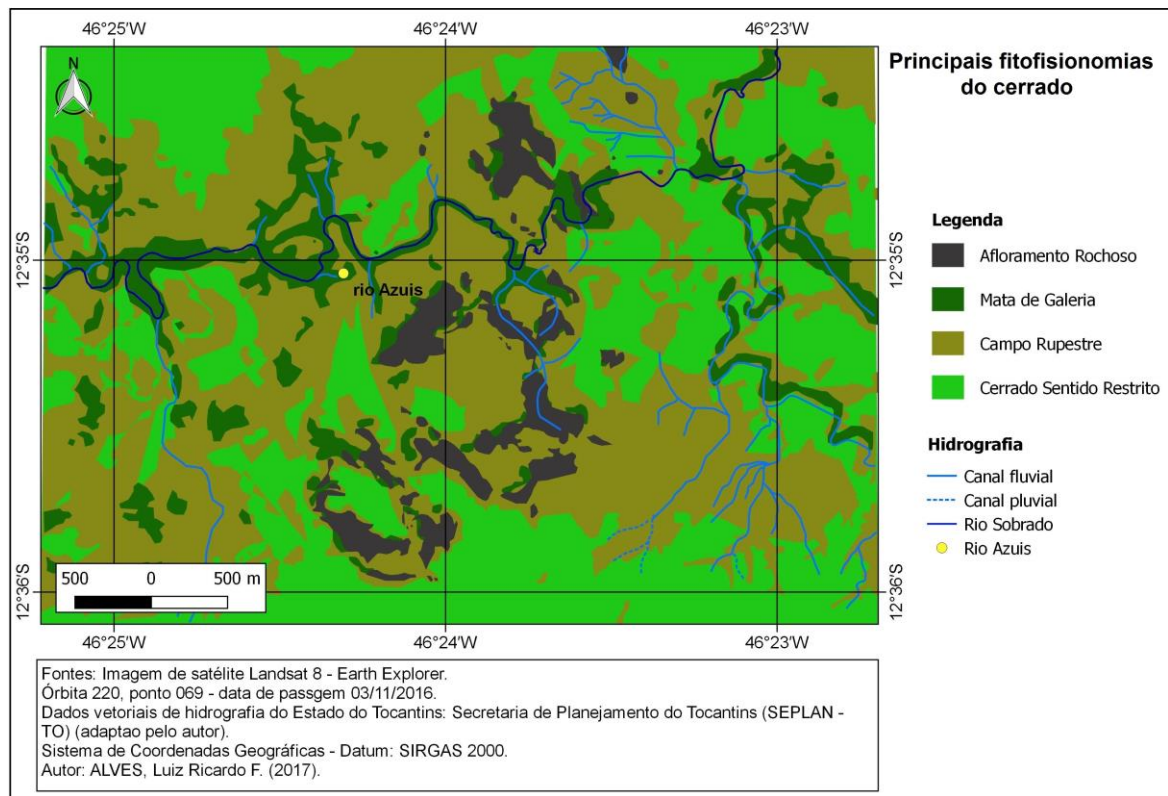 46°25'W
46°24'W
46°23'W
Principais fitofisionomias
do cerrado
N
12°35'S
12°35'S
rio Azuis
Legenda
Afloramento Rochoso
Mata de Galeria
Campo Rupestre
Cerrado Sentido Restrito
Hidrografia
Canal fluvial
Canal pluvial
Rio Sobrado
Rio Azuis
12°36'S
12°36'S
500 0 500 m
46°25'W
46°24'W
46°23'W
Fontes: Imagem de satélite Landsat 8 - Earth Explorer.
Órbita 220, ponto 069 - data de passgem 03/11/2016.
Dados vetoriais de hidrografia do Estado do Tocantins: Secretaria de Planejamento do Tocantins (SEPLAN -
TO) (adaptao pelo autor).
Sistema de Coordenadas Geográficas - Datum: SIRGAS 2000.
Autor: ALVES, Luiz Ricardo F. (2017).